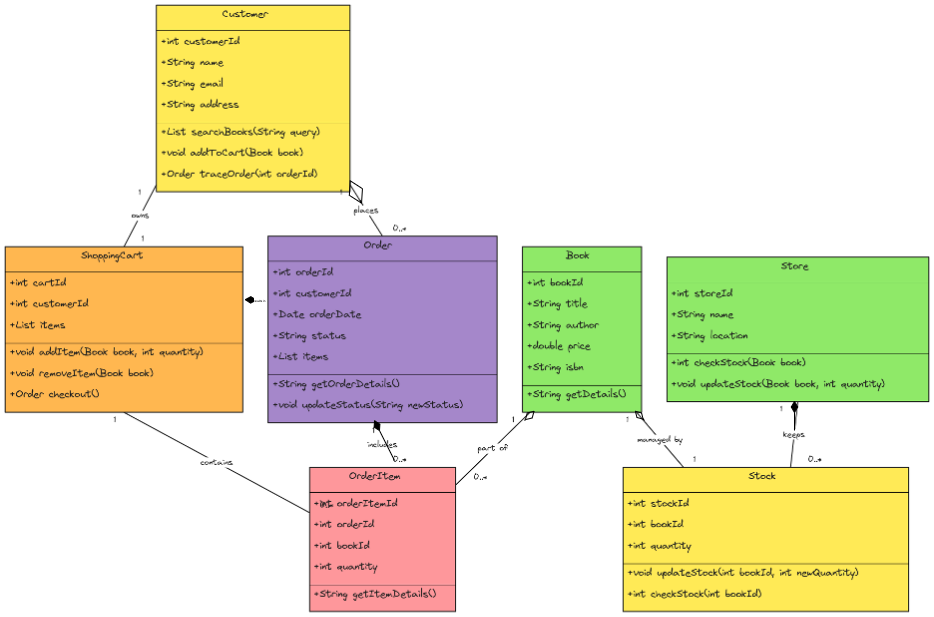 Customer
+int customerId
+String name
+String email
+String address
+List searchBooks(String query)
+void addToCart(Book book)
+Order traceOrder(int orderId)
1
1
owns
places
1
0..*
ShoppingCart
+int cartId
+int customerId
+List items
+void addItem(Book book, int quantity)
+void removeItem(Book book)
+Order checkout()
Order
+int orderId
+int customerId
+Date orderDate
+String status
+List items
+String getOrderDetails()
+void updateStatus(String newStatus)
Book
+int bookId
+String title
+String author
+double price
+String isbn
+String getDetails()
Store
+int storeId
+String name
+String location
+int checkStock(Book book)
+void updateStock(Book book, int quantity)
1
contains
1
includes
0..*
1
part of
0..*
1
managed by
1
1
keeps
0..*
OrderItem
+int orderItemId
+int orderId
+int bookId
+int quantity
+String getItemDetails()
Stock
+int stockId
+int bookId
+int quantity
+void updateStock(int bookId, int newQuantity)
+int checkStock(int bookId)